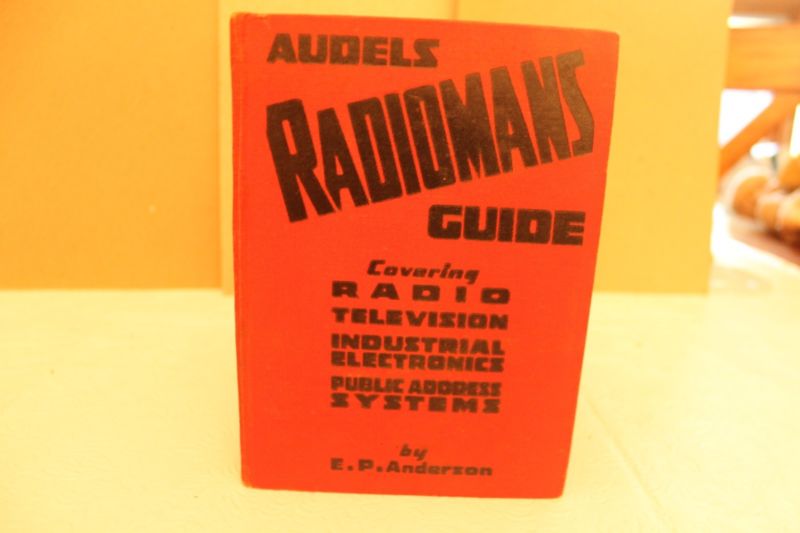 AUDELS
RADIOMANS
GUIDE
Covering
RADIO
TELEVISION
INDUSTRIAL
ELECTRONICS
PUBLIC ADDRESS
SYSTEMS
by
E.P.Anderson